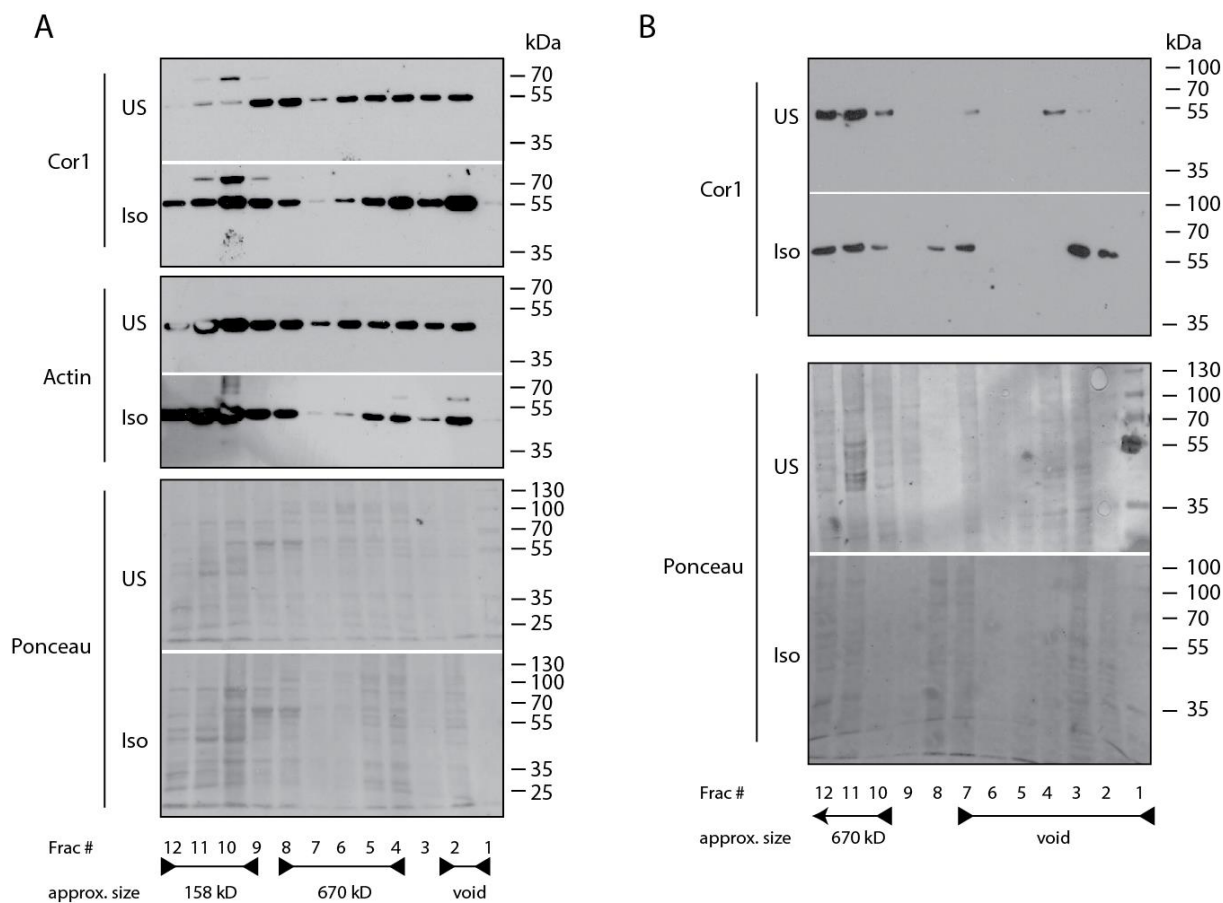 A
kDa
Cor1
US
– 70
– 55
– 35
Iso
– 70
– 55
– 35
Actin
US
– 70
– 55
– 35
Iso
– 70
– 55
– 35
Ponceau
US
– 130
– 100
– 70
– 55
– 35
– 25
Iso
– 130
– 100
– 70
– 55
– 35
– 25
Frac # 12 11 10 9 8 7 6 5 4 3 2 1
approx. size 158 kD 670 kD void
B
kDa
Cor1
US
– 100
– 70
– 55
– 35
Iso
– 100
– 70
– 55
– 35
Ponceau
US
– 130
– 100
– 70
– 55
– 35
Iso
– 100
– 100
– 70
– 55
– 35
Frac # 12 11 10 9 8 7 6 5 4 3 2 1
approx. size 670 kD void